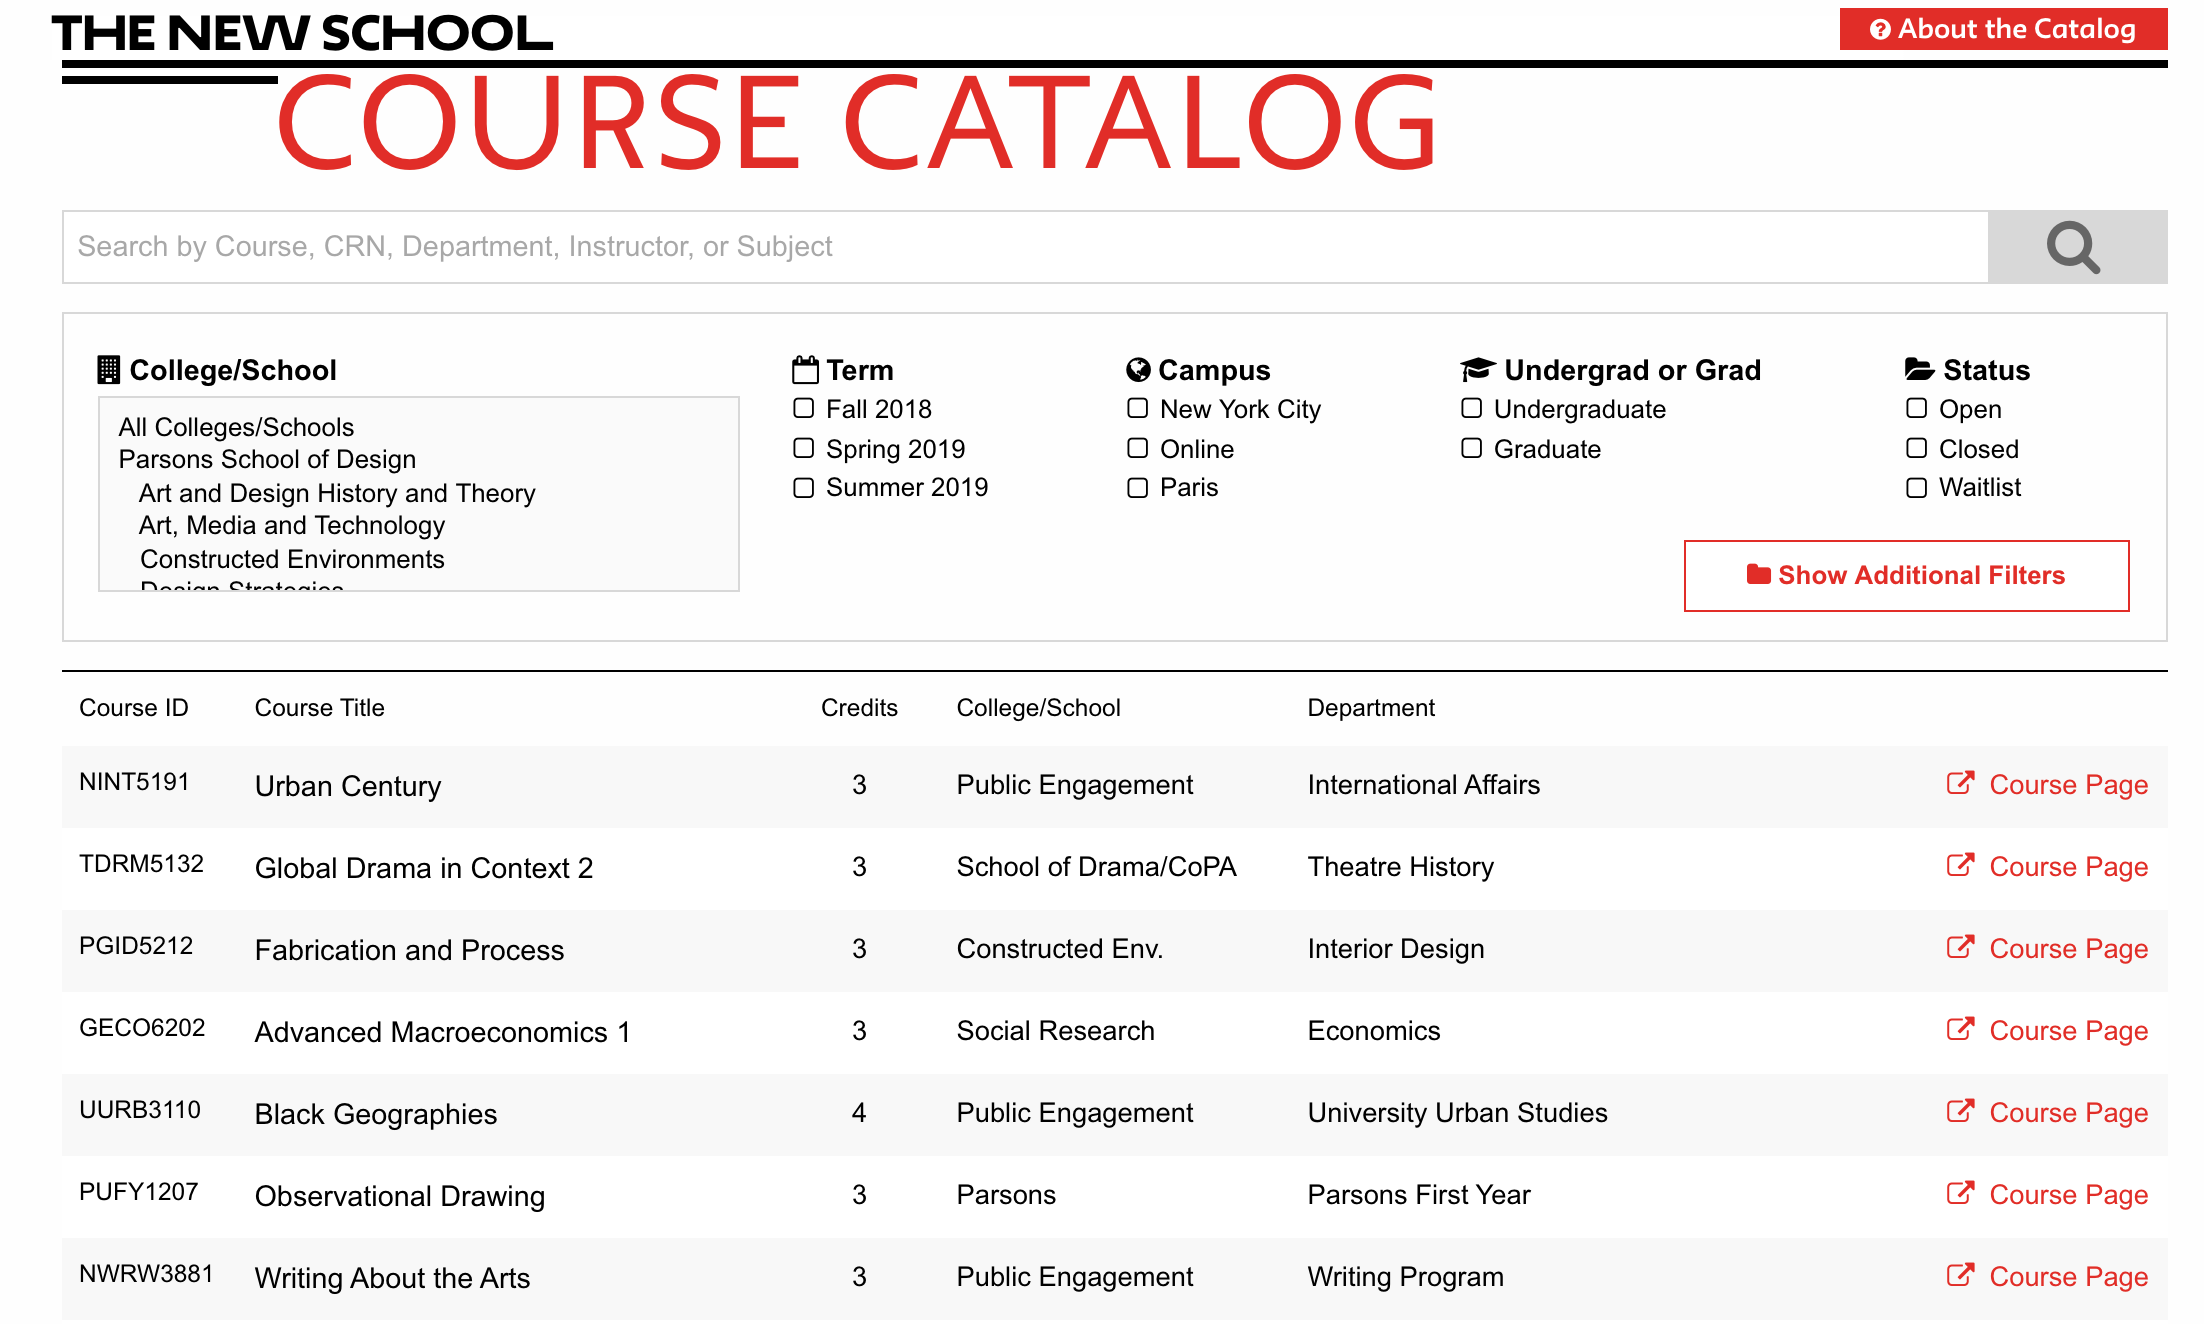 THE NEW SCHOOL
About the Catalog
COURSE CATALOG
Search by Course, CRN, Department, Instructor, or Subject
College/School
All Colleges/Schools
Parsons School of Design
Art and Design History and Theory
Art, Media and Technology
Constructed Environments
Design Strategies
Term
Fall 2018
Spring 2019
Summer 2019
Campus
New York City
Online
Paris
Undergrad or Grad
Undergraduate
Graduate
Status
Open
Closed
Waitlist
Show Additional Filters
Course ID Course Title Credits College/School Department
NINT5191 Urban Century 3 Public Engagement International Affairs Course Page
TDRM5132 Global Drama in Context 2 3 School of Drama/CoPA Theatre History Course Page
PGID5212 Fabrication and Process 3 Constructed Env. Interior Design Course Page
GECO6202 Advanced Macroeconomics 1 3 Social Research Economics Course Page
UURB3110 Black Geographies 4 Public Engagement University Urban Studies Course Page
PUFY1207 Observational Drawing 3 Parsons Parsons First Year Course Page
NWRW3881 Writing About the Arts 3 Public Engagement Writing Program Course Page